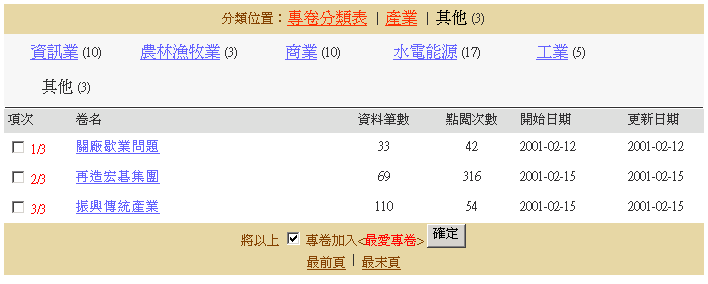 分類位置：專卷分類表 | 產業 | 其他 (3)
資訊業 (10) 農林漁牧業 (3) 商業 (10) 水電能源 (17) 工業 (5)
其他 (3)
項次 卷名 資料筆數 點閱次數 開始日期 更新日期
1/3 關廠歇業問題 33 42 2001-02-12 2001-02-12
2/3 再造宏碁集團 69 316 2001-02-15 2001-02-15
3/3 振興傳統產業 110 54 2001-02-15 2001-02-15
將以上 專卷加入<最愛專卷> 確定
最前頁 | 最末頁